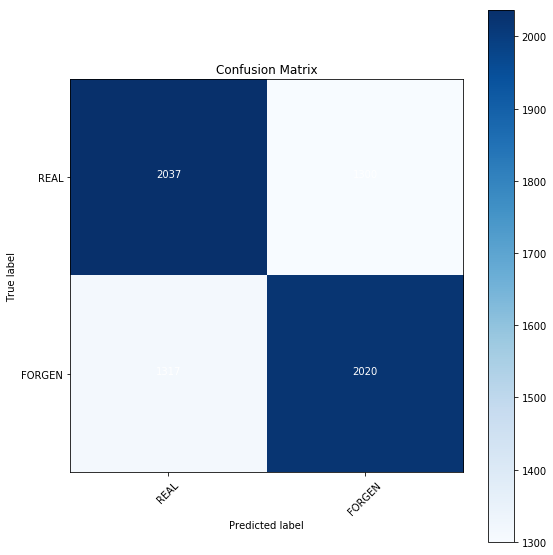 Confusion Matrix
2000
1900
1800
1700
1600
1500
1400
1300
True label
REAL
2037
FORGEN
2020
REAL
FORGEN
Predicted label